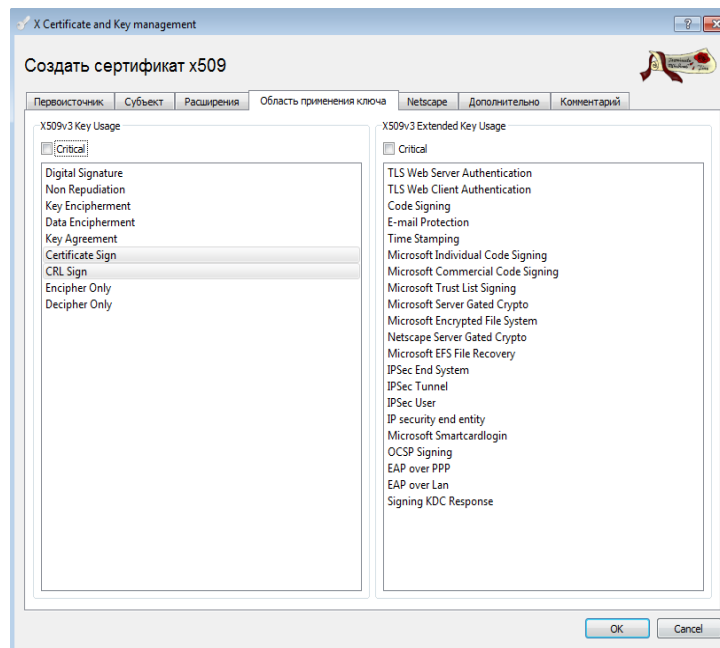 X Certificate and Key management
Создать сертификат x509
Первоисточник Субъект Расширения Область применения ключа Netscape Дополнительно Комментарий
X509v3 Key Usage
Critical
Digital Signature
Non Repudiation
Key Encipherment
Data Encipherment
Key Agreement
Certificate Sign
CRL Sign
Encipher Only
Decipher Only
X509v3 Extended Key Usage
Critical
TLS Web Server Authentication
TLS Web Client Authentication
Code Signing
E-mail Protection
Time Stamping
Microsoft Individual Code Signing
Microsoft Commercial Code Signing
Microsoft Trust List Signing
Microsoft Server Gated Crypto
Microsoft Encrypted File System
Netscape Server Gated Crypto
Microsoft EFS File Recovery
IPSec End System
IPSec Tunnel
IPSec User
IP security end entity
Microsoft Smartcardlogin
OCSP Signing
EAP over PPP
EAP over Lan
Signing KDC Response
OK Cancel